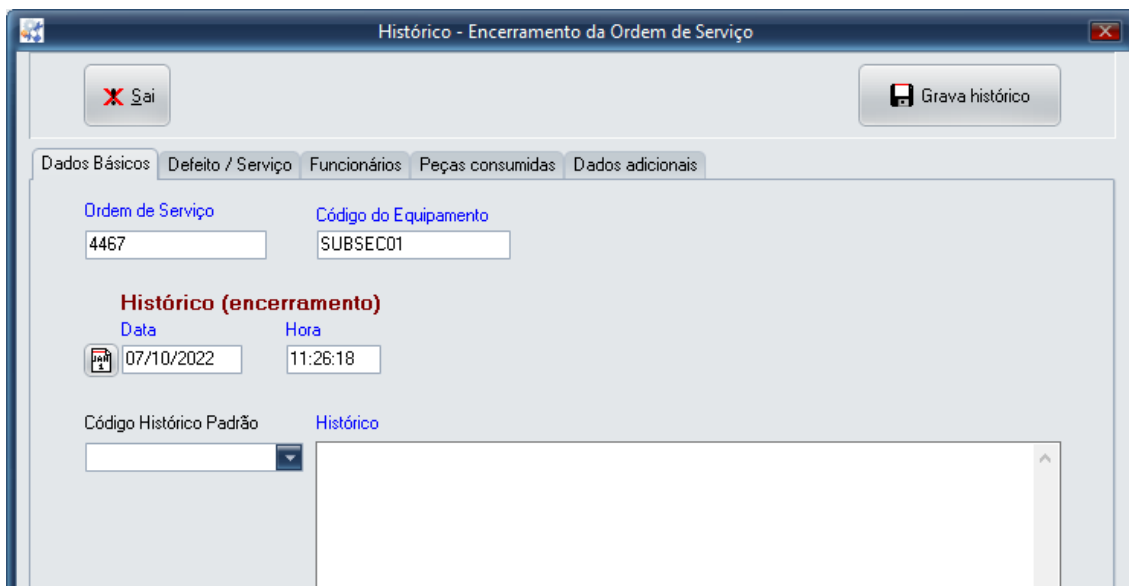 Histórico - Encerramento da Ordem de Serviço
Sai
Grava histórico
Dados Básicos Defeito / Serviço Funcionários Peças consumidas Dados adicionais
Ordem de Serviço Código do Equipamento
4467 SUBSEC01
Histórico (encerramento)
Data Hora
JAN
1
07/10/2022 11:26:18
Código Histórico Padrão Histórico